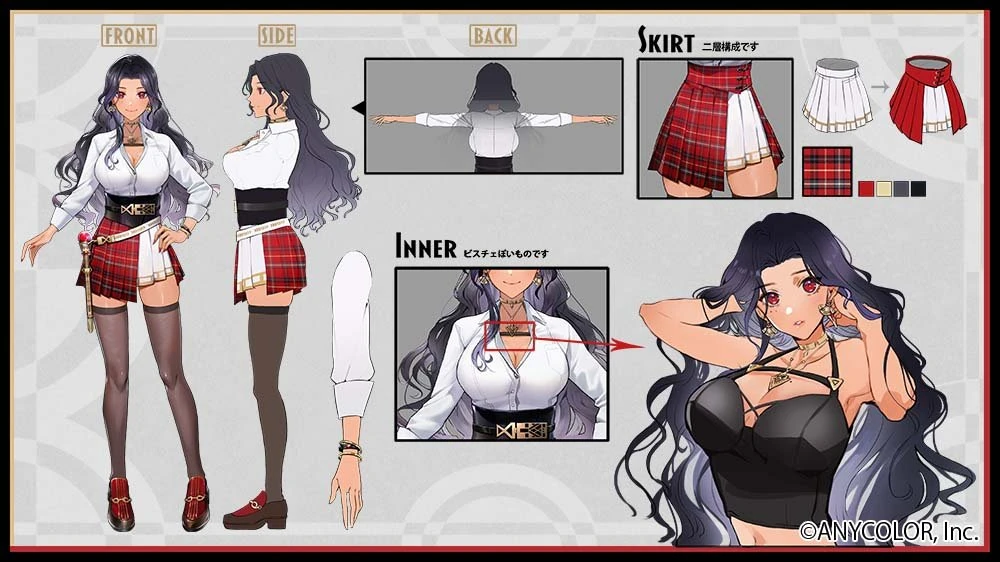 FRONT
SIDE
BACK
SKIRT 二層構成です
INNER ビスチェぽいものです
©ANYCOLOR, Inc.